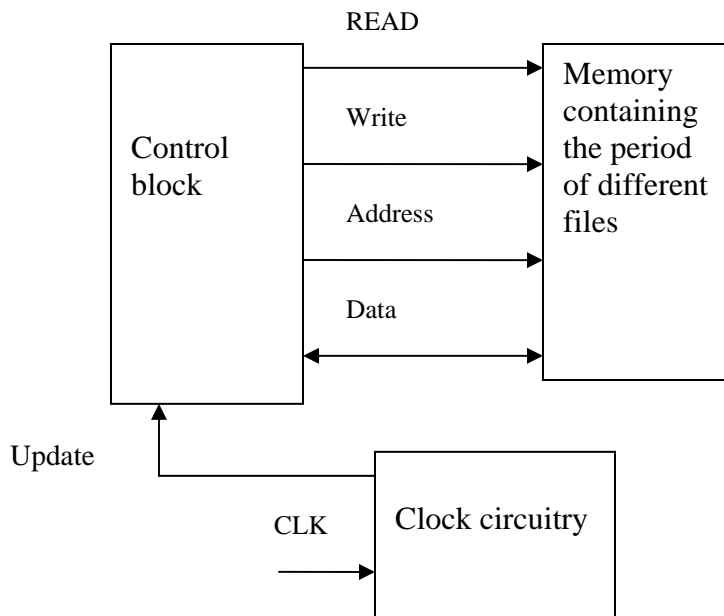 READ
Control
block
Write
Address
Data
Memory
containing
the period
of different
files
Update
CLK
Clock circuitry